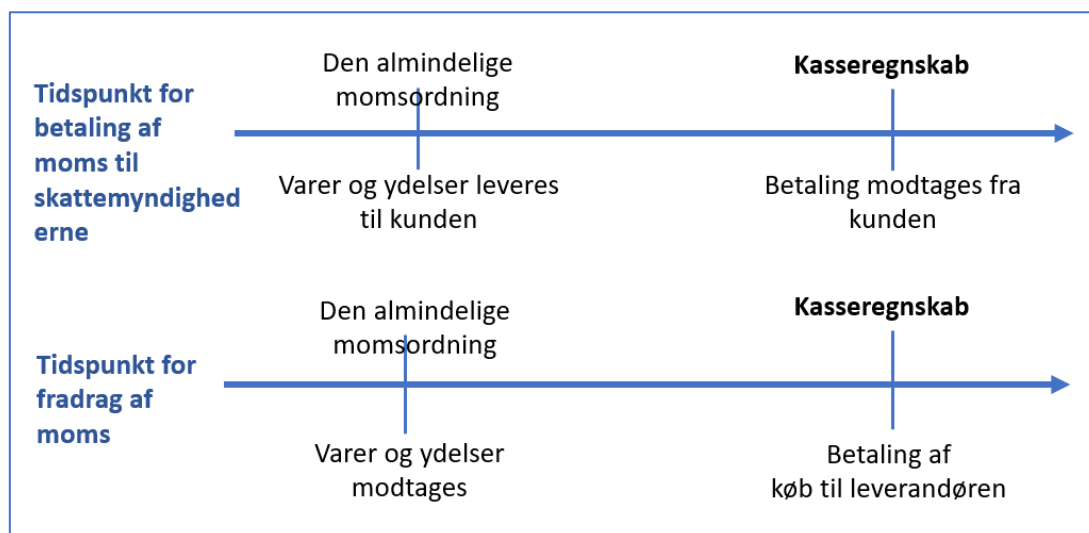 Tidspunkt for
betaling af
moms til
skattemyndighed
erne
Den almindelige
momsordning
Kasseregnskab
Varer og ydelser leveres
til kunden
Betaling modtages fra
kunden
Tidspunkt for
fradrag af
moms
Den almindelige
momsordning
Kasseregnskab
Varer og ydelser
modtages
Betaling af
køb til leverandøren